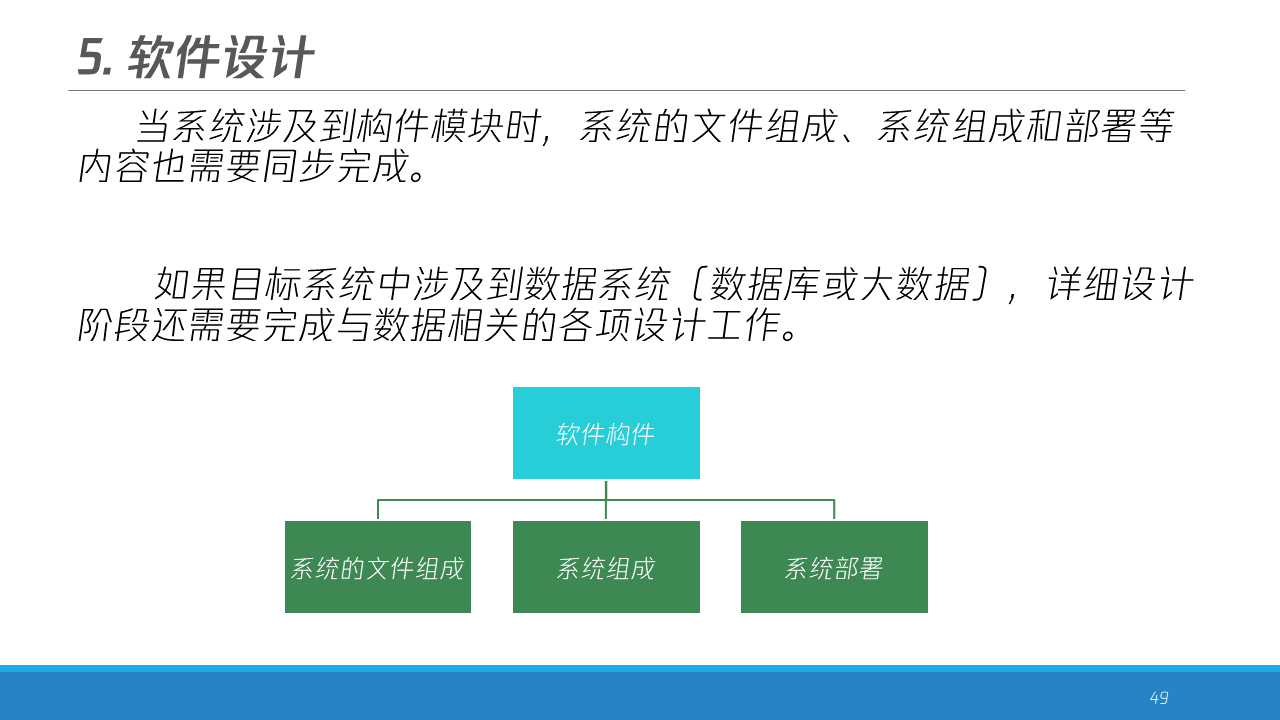 5. 软件设计
当系统涉及到构件模块时，系统的文件组成、系统组成和部署等
内容也需要同步完成。
如果目标系统中涉及到数据系统（数据库或大数据），详细设计
阶段还需要完成与数据相关的各项设计工作。
软件构件
系统的文件组成
系统组成
系统部署
49